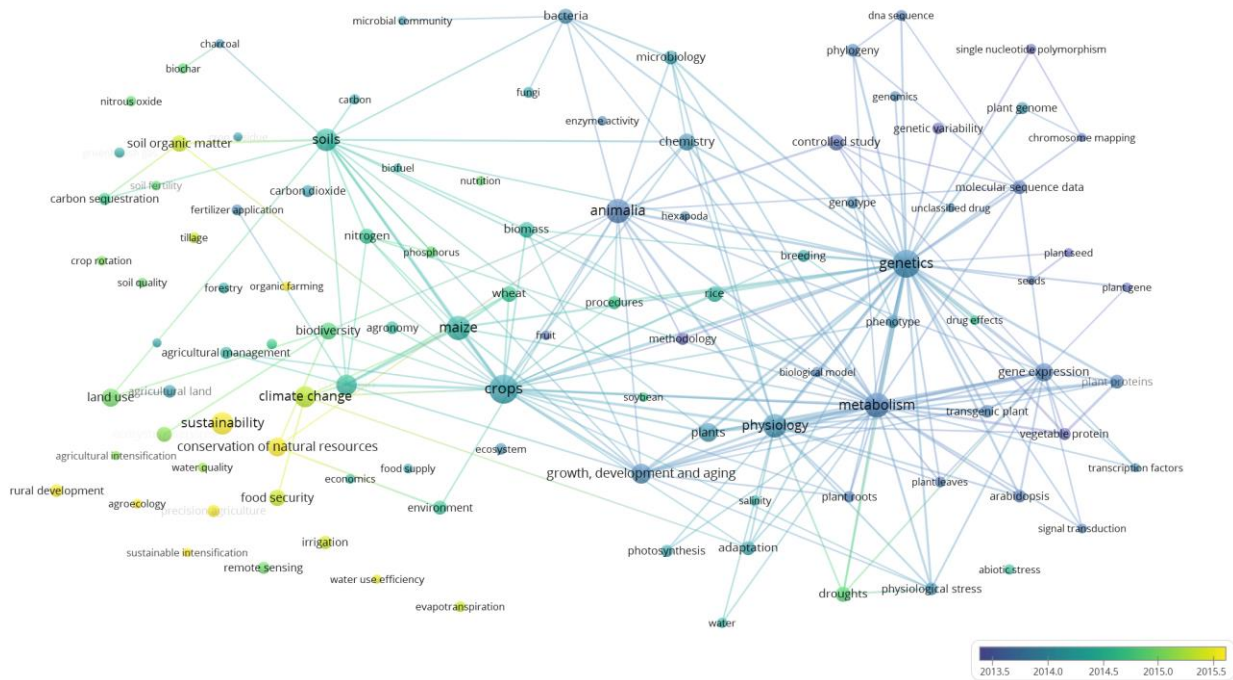 dna sequence
bacteria
microbial community
charcoal
phylogeny
single nucleotide polymorphism
microbiology
biochar
fungi
genomics
nitrous oxide
carbon
plant genome
enzyme activity
genetic variability
chromosome mapping
soils
soil organic matter
chemistry
controlled study
biofuel
nutrition
soil fertility
carbon dioxide
molecular sequence data
carbon sequestration
genotype
unclassified drug
fertilizer application
animalia
hexapoda
biomass
tillage
nitrogen
phosphorus
breeding
plant seed
crop rotation
genetics
soil quality
forestry
organic farming
wheat
procedures
rice
seeds
plant gene
biodiversity
agronomy
maize
fruit
methodology
phenotype
drug effects
agricultural management
biological model
gene expression
plant proteins
land use
agricultural land
climate change
crops
soybean
metabolism
transgenic plant
sustainability
plants
physiology
vegetable protein
conservation of natural resources
ecosystem
agricultural intensification
water quality
food supply
economics
growth, development and aging
transcription factors
rural development
agroecology
precision agriculture
food security
environment
salinity
plant roots
plant leaves
arabidopsis
signal transduction
sustainable intensification
irrigation
photosynthesis
adaptation
remote sensing
water use efficiency
abiotic stress
droughts
physiological stress
evapotranspiration
water
2013.5 2014.0 2014.5 2015.0 2015.5